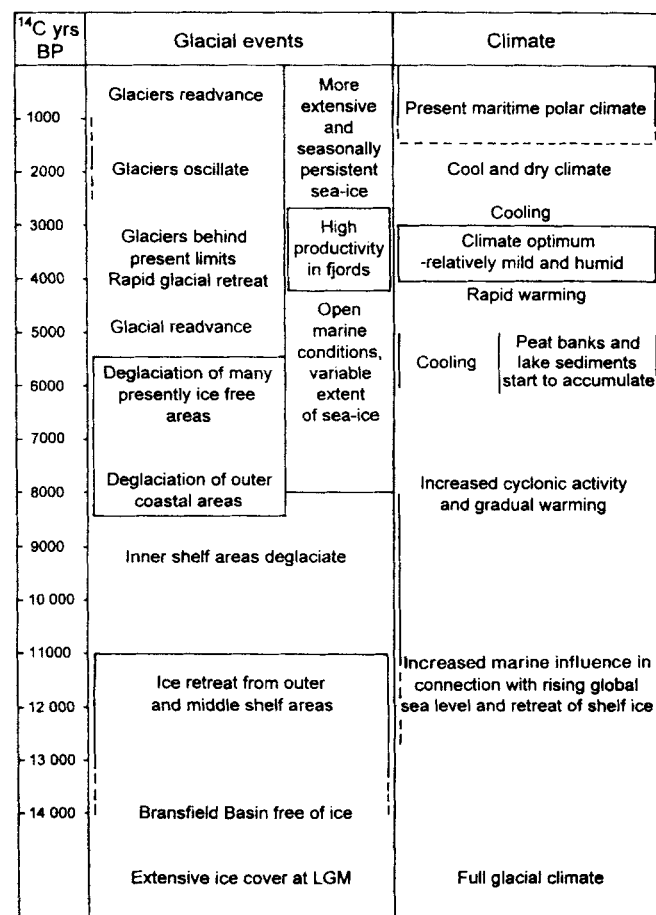 ¹⁴C yrs
BP
Glacial events
Climate
1000
2000
3000
4000
5000
6000
7000
8000
9000
10 000
11000
12 000
13 000
14 000
Glaciers readvance
Glaciers oscillate
Glaciers behind
present limits
Rapid glacial retreat
Glacial readvance
Deglaciation of many
presently ice free
areas
Deglaciation of outer
coastal areas
More
extensive
and
seasonally
persistent
sea-ice
High
productivity
in fjords
Open
marine
conditions,
variable
extent
of sea-ice
Inner shelf areas deglaciate
Ice retreat from outer
and middle shelf areas
Bransfield Basin free of ice
Extensive ice cover at LGM
Present maritime polar climate
Cool and dry climate
Cooling
Climate optimum
-relatively mild and humid
Rapid warming
Cooling
Peat banks and
lake sediments
start to accumulate
Increased cyclonic activity
and gradual warming
Increased marine influence in
connection with rising global
sea level and retreat of shelf ice
Full glacial climate